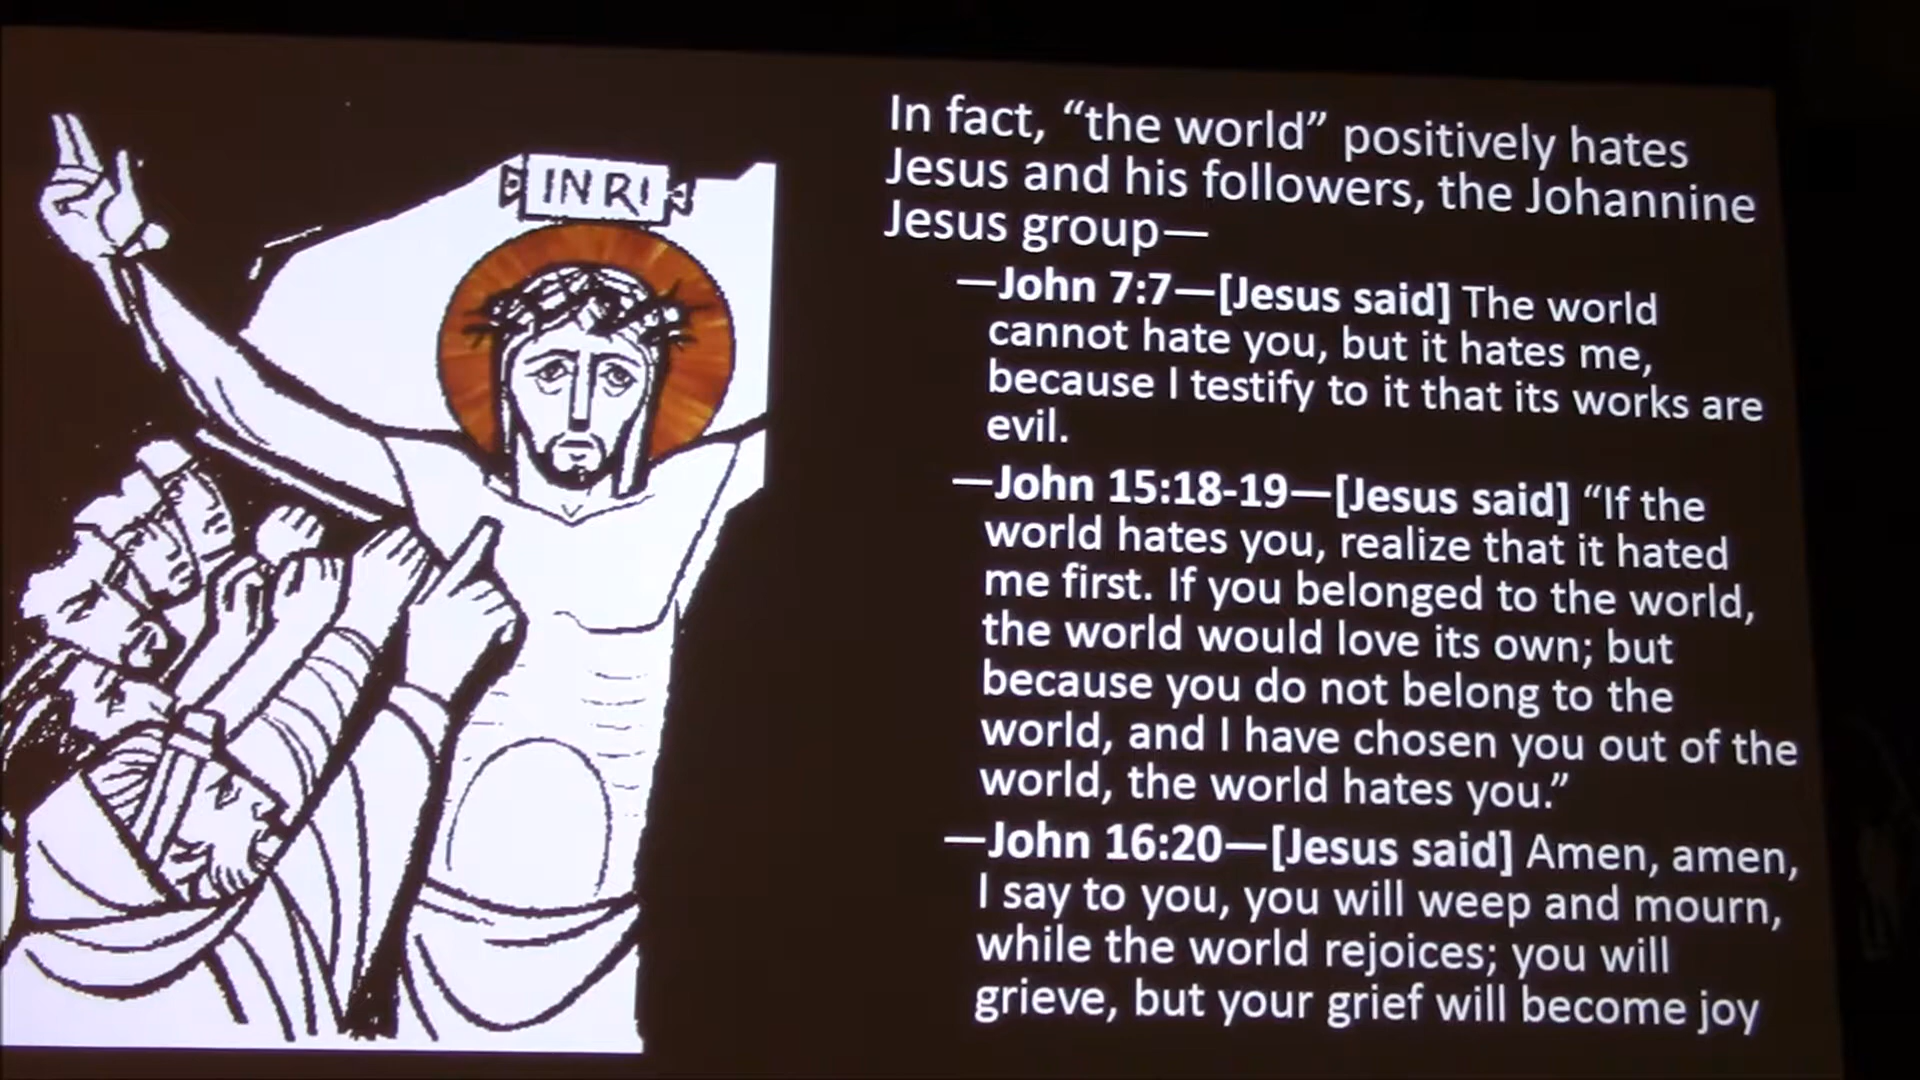 INRI
In fact, “the world” positively hates
Jesus and his followers, the Johannine
Jesus group—
—John 7:7—[Jesus said] The world
cannot hate you, but it hates me,
because I testify to it that its works are
evil.
—John 15:18-19—[Jesus said] “If the
world hates you, realize that it hated
me first. If you belonged to the world,
the world would love its own; but
because you do not belong to the
world, and I have chosen you out of the
world, the world hates you.”
—John 16:20—[Jesus said] Amen, amen,
I say to you, you will weep and mourn,
while the world rejoices; you will
grieve, but your grief will become joy